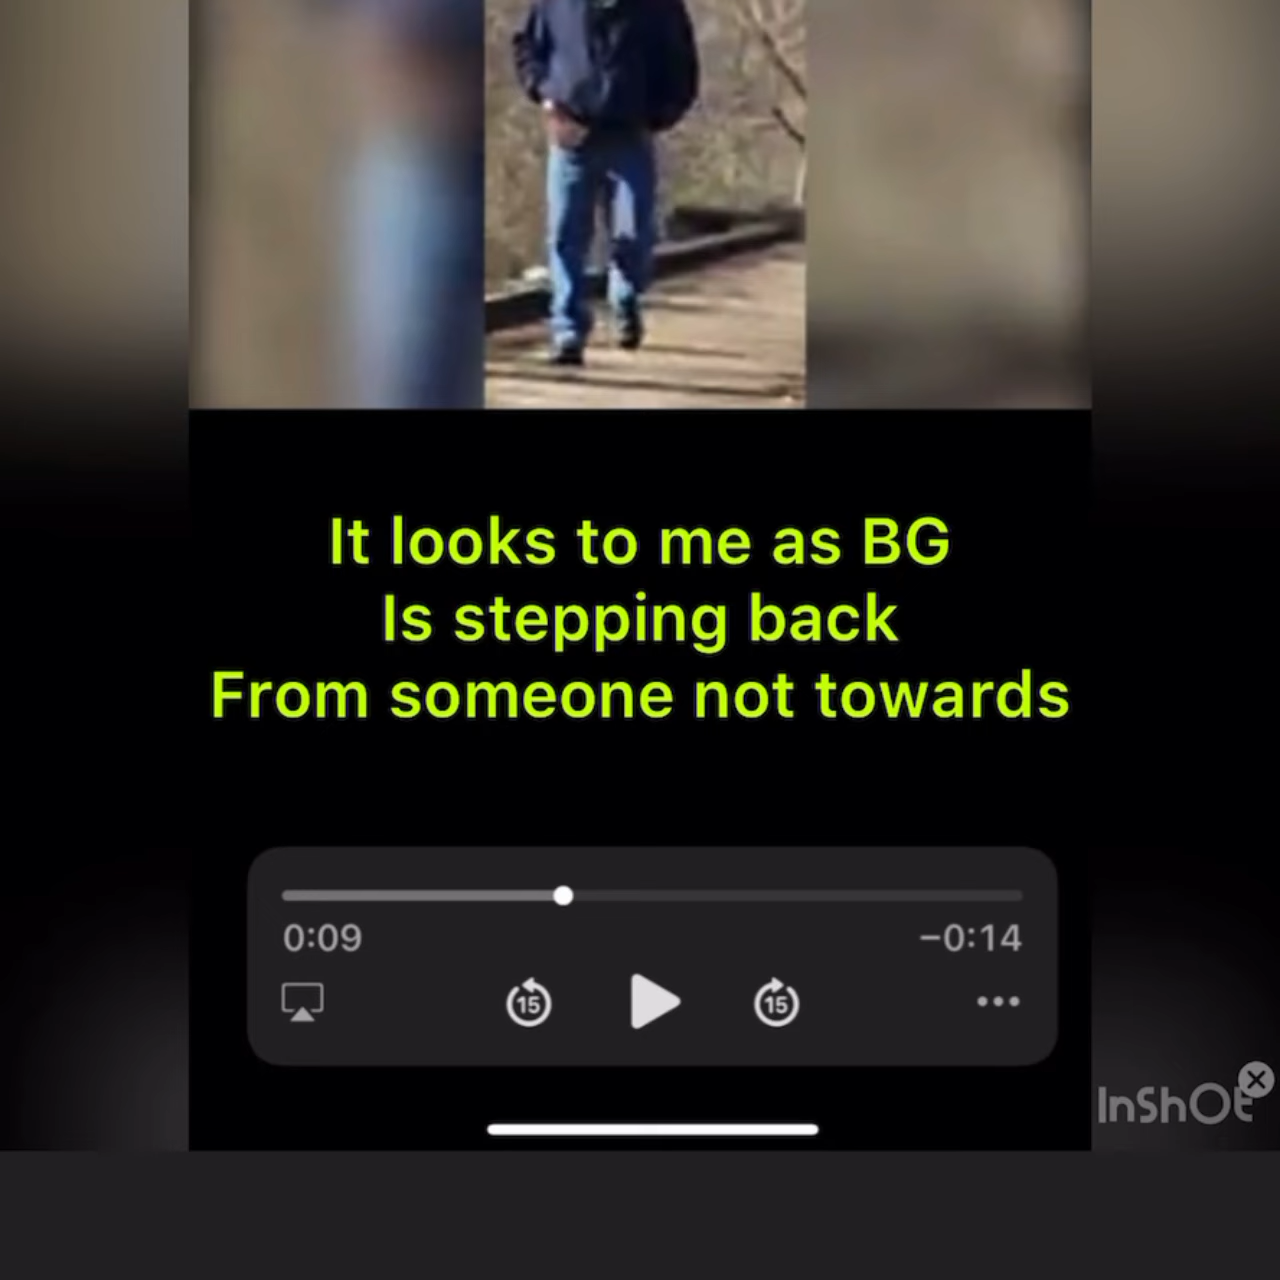 It looks to me as BG
Is stepping back
From someone not towards
0:09
−0:14
15
15
InShOt